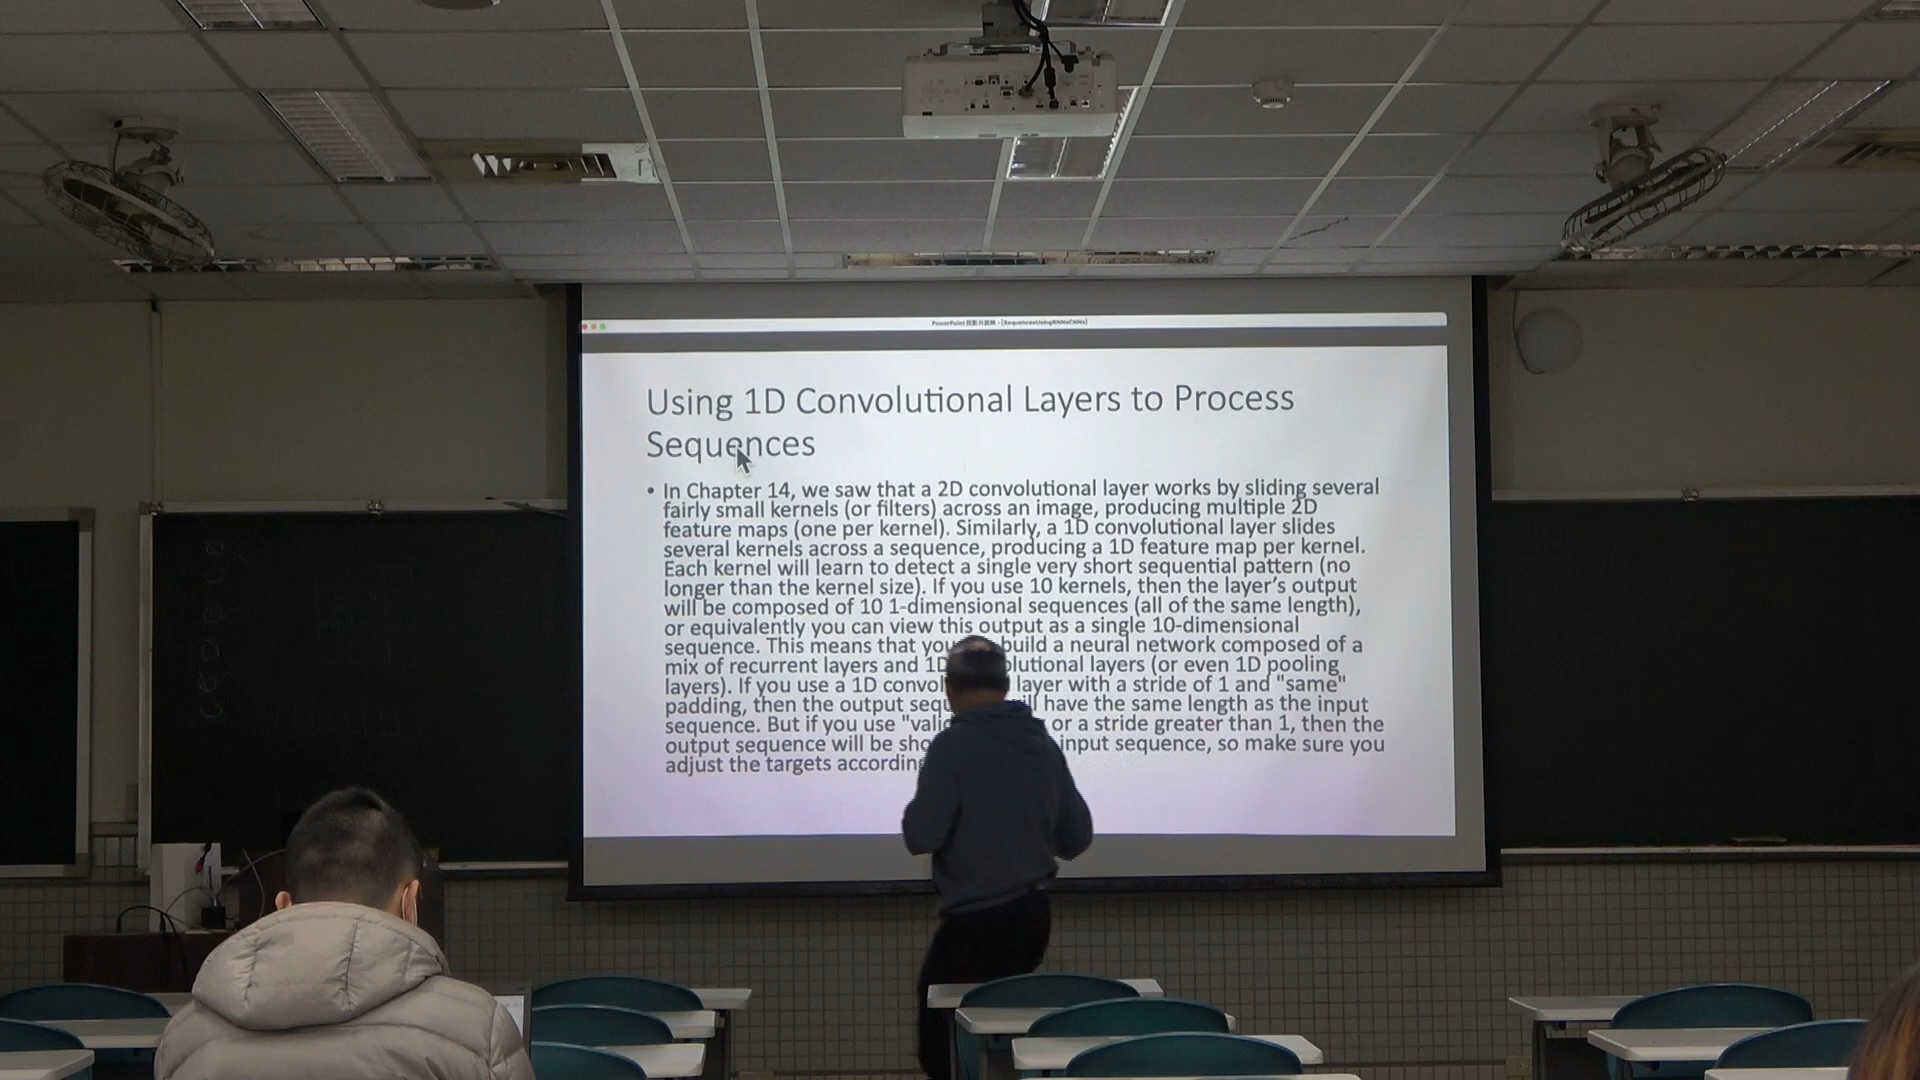 PowerPoint 投影片放映 - [SequencesUsingRNNsCNNs]
Using 1D Convolutional Layers to Process
Sequences
• In Chapter 14, we saw that a 2D convolutional layer works by sliding several
fairly small kernels (or filters) across an image, producing multiple 2D
feature maps (one per kernel). Similarly, a 1D convolutional layer slides
several kernels across a sequence, producing a 1D feature map per kernel.
Each kernel will learn to detect a single very short sequential pattern (no
longer than the kernel size). If you use 10 kernels, then the layer's output
will be composed of 10 1-dimensional sequences (all of the same length),
or equivalently you can view this output as a single 10-dimensional
sequence. This means that you build a neural network composed of a
mix of recurrent layers and 1D olutional layers (or even 1D pooling
layers). If you use a 1D convol layer with a stride of 1 and "same"
padding, then the output sequ ill have the same length as the input
sequence. But if you use "valid or a stride greater than 1, then the
output sequence will be sho input sequence, so make sure you
adjust the targets according